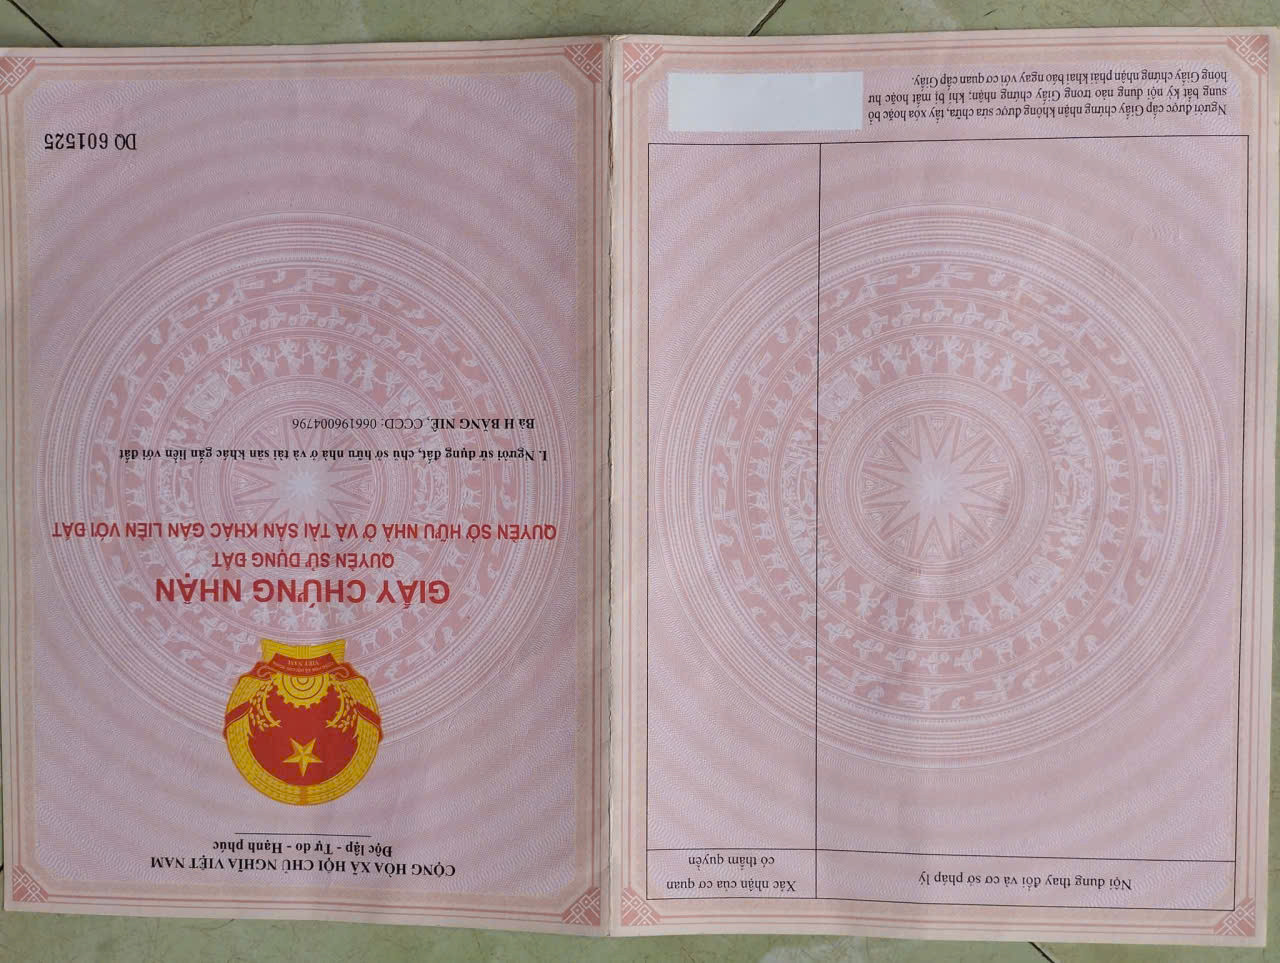 CỘNG HÒA XÃ HỘI CHỦ NGHĨA VIỆT NAM
Độc lập - Tự do - Hạnh phúc
GIẤY CHỨNG NHẬN
QUYỀN SỬ DỤNG ĐẤT
QUYỀN SỞ HỮU NHÀ Ở VÀ TÀI SẢN KHÁC GẮN LIỀN VỚI ĐẤT
I. Người sử dụng đất, chủ sở hữu nhà ở và tài sản khác gắn liền với đất
Bà H BĂNG NIÊ, CCCD: 066196004796
DQ 601525
Nội dung thay đổi và cơ sở pháp lý
Xác nhận của cơ quan
có thẩm quyền
Người được cấp Giấy chứng nhận không được sửa chữa, tẩy xóa hoặc bổ
sung bất kỳ nội dung nào trong Giấy chứng nhận; khi bị mất hoặc hư
hỏng Giấy chứng nhận phải khai báo ngay với cơ quan cấp Giấy.